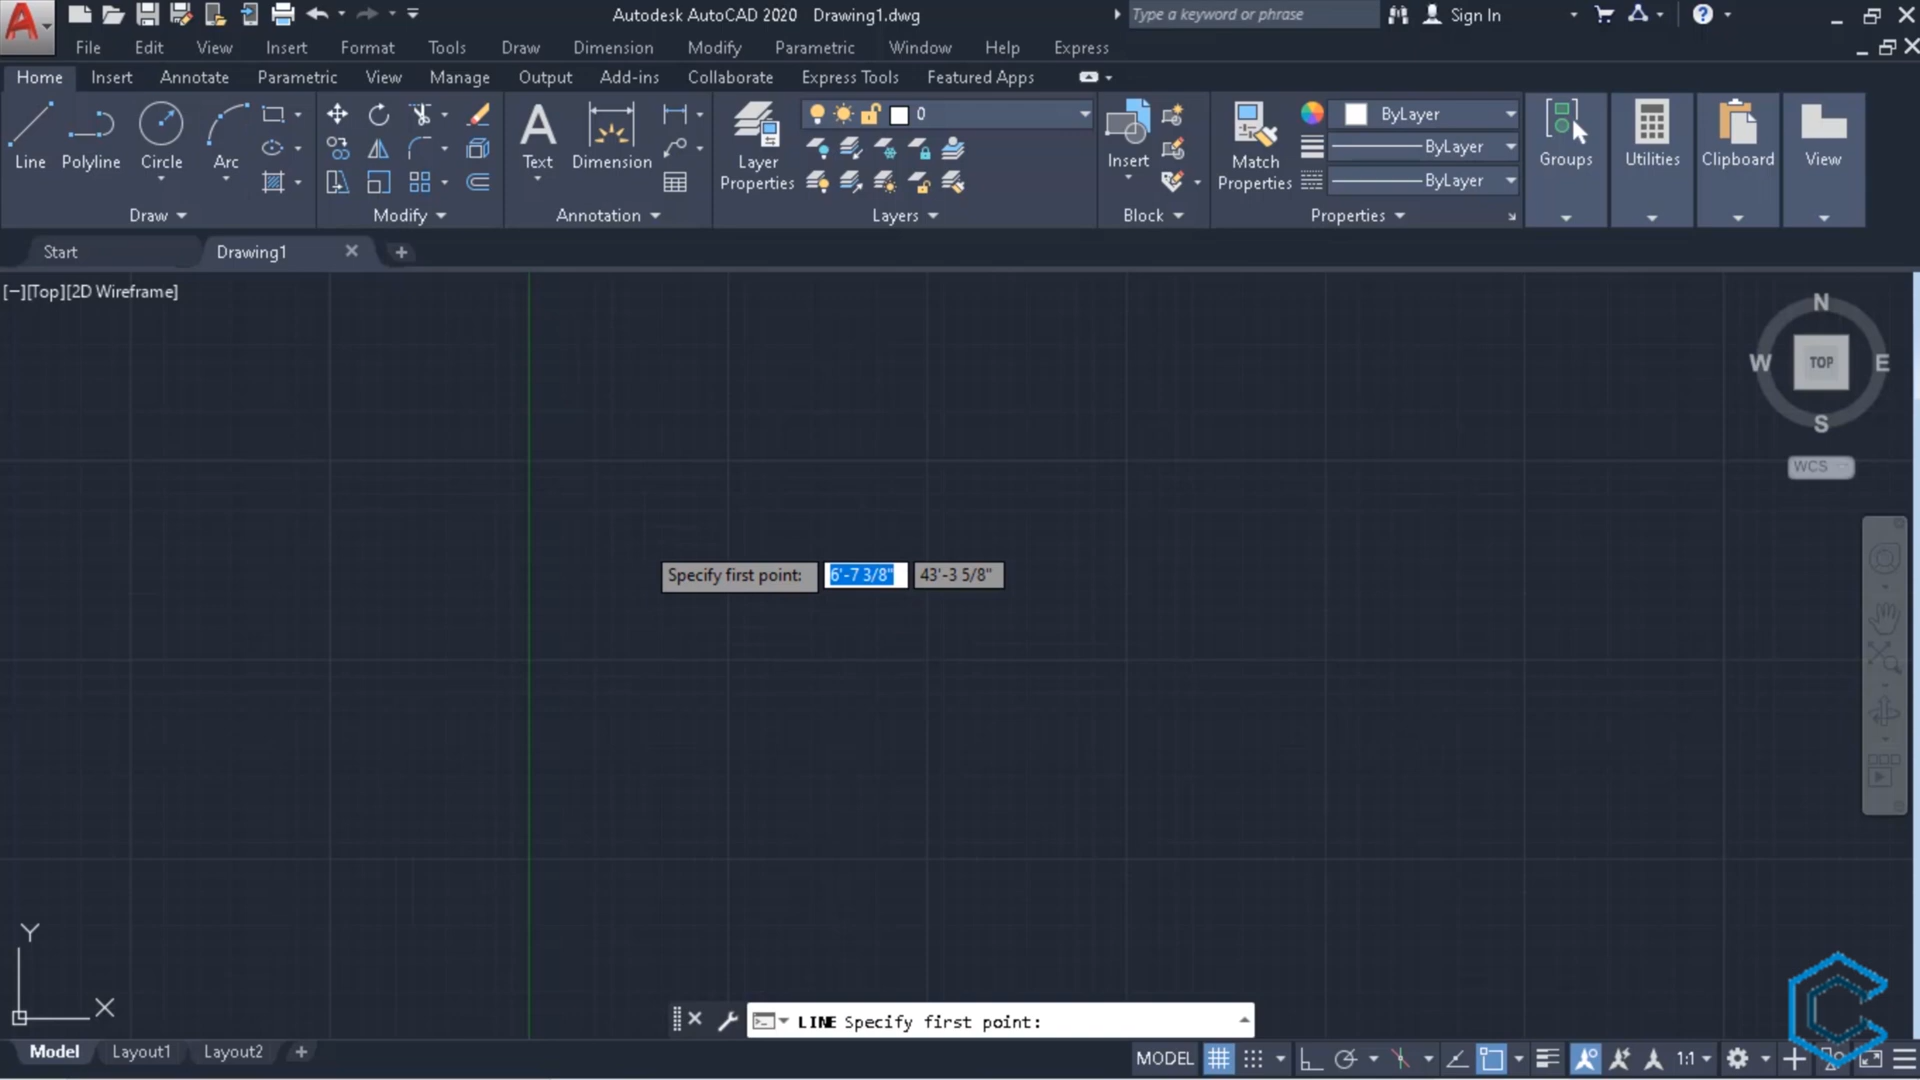 Autodesk AutoCAD 2020 Drawing1.dwg
Type a keyword or phrase
Sign In
File Edit View Insert Format Tools Draw Dimension Modify Parametric Window Help Express
Home Insert Annotate Parametric View Manage Output Add-ins Collaborate Express Tools Featured Apps
0
ByLayer
ByLayer
ByLayer
Line Polyline Circle Arc Text Dimension
Layer Properties
Insert
Match Properties
Groups Utilities Clipboard View
Draw Modify Annotation Layers Block Properties
Start Drawing1
[−][Top][2D Wireframe]
N
W TOP E
S
WCS
Specify first point: 6'-7 3/8" 43'-3 5/8"
Y
X
LINE Specify first point:
Model Layout1 Layout2
MODEL 1:1